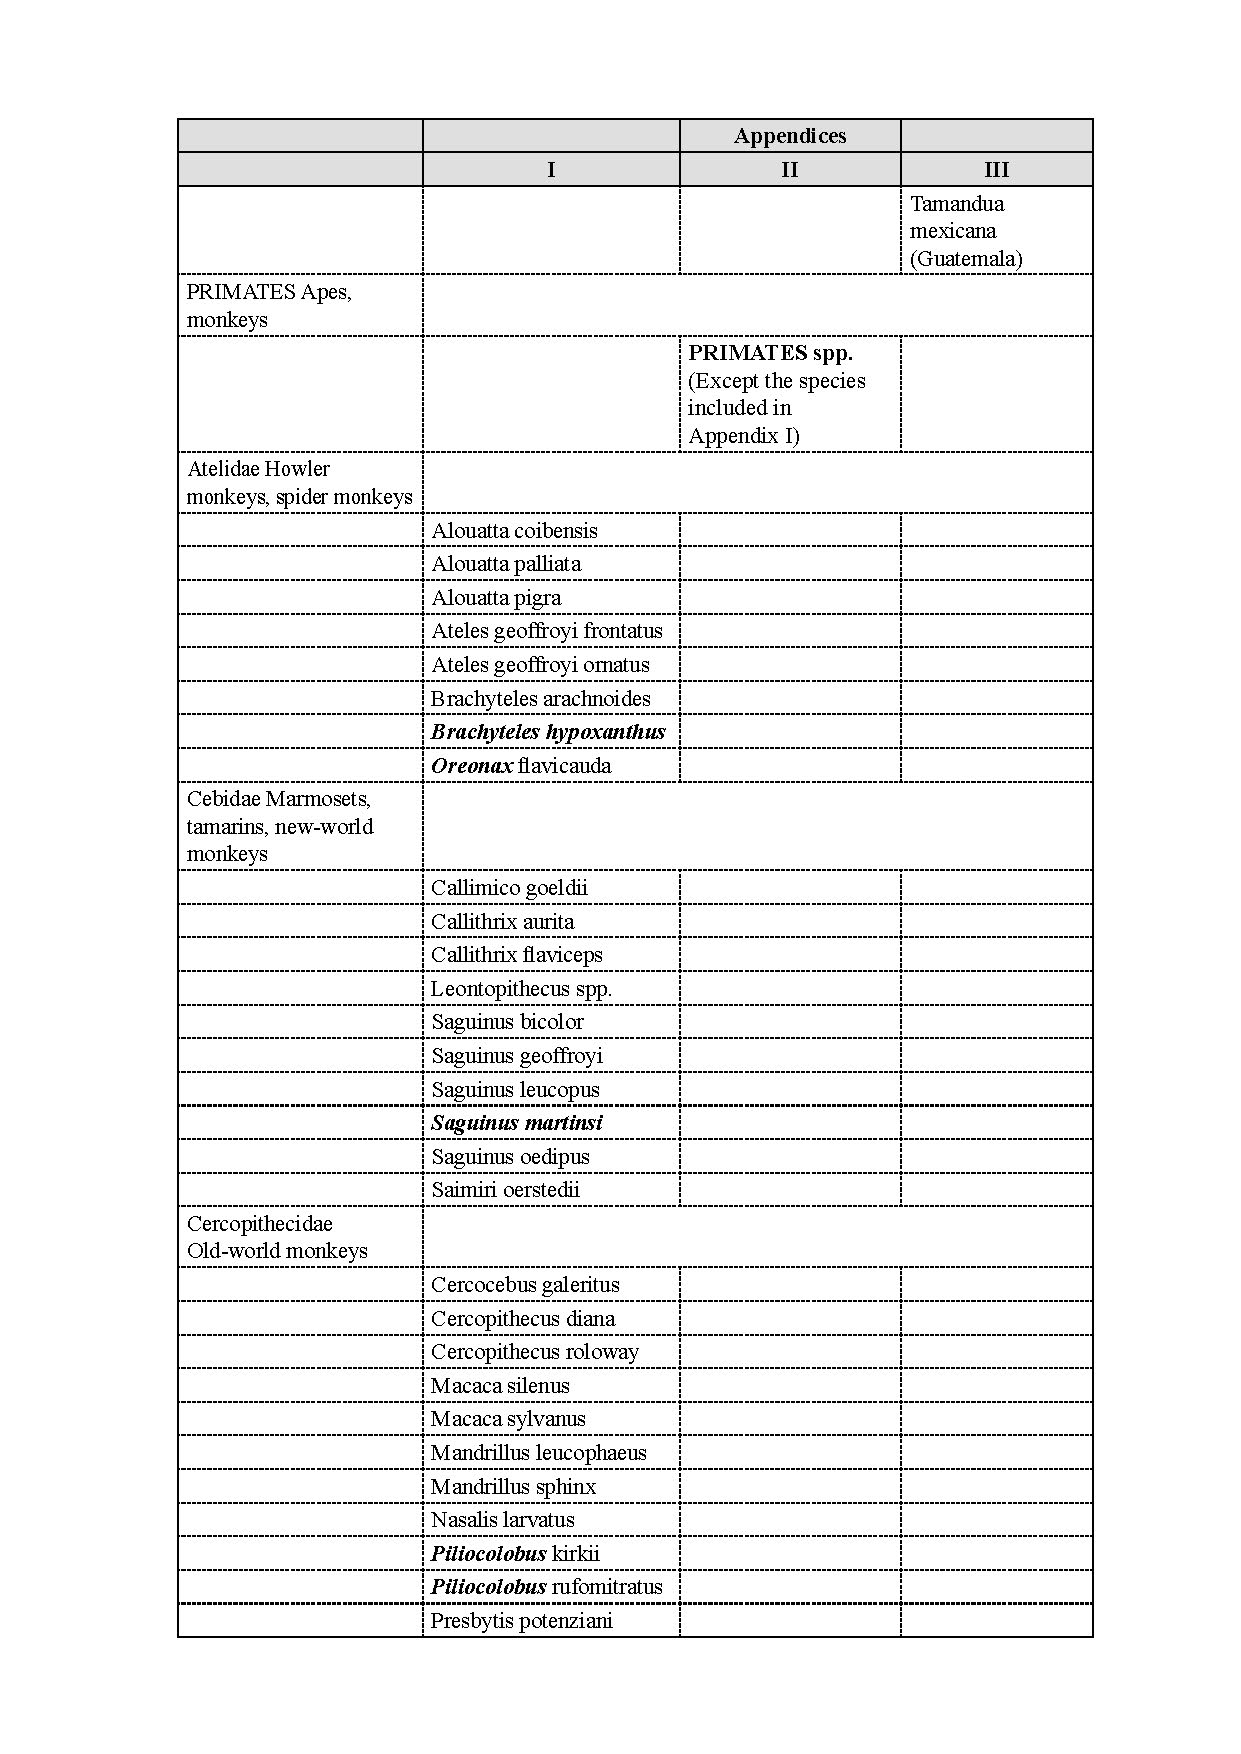 Appendices
I II III
Tamandua
mexicana
(Guatemala)
PRIMATES Apes,
monkeys
PRIMATES spp.
(Except the species
included in
Appendix I)
Atelidae Howler
monkeys, spider monkeys
Alouatta coibensis
Alouatta palliata
Alouatta pigra
Ateles geoffroyi frontatus
Ateles geoffroyi ornatus
Brachyteles arachnoides
Brachyteles hypoxanthus
Oreonax flavicauda
Cebidae Marmosets,
tamarins, new-world
monkeys
Callimico goeldii
Callithrix aurita
Callithrix flaviceps
Leontopithecus spp.
Saguinus bicolor
Saguinus geoffroyi
Saguinus leucopus
Saguinus martinsi
Saguinus oedipus
Saimiri oerstedii
Cercopithecidae
Old-world monkeys
Cercocebus galeritus
Cercopithecus diana
Cercopithecus roloway
Macaca silenus
Macaca sylvanus
Mandrillus leucophaeus
Mandrillus sphinx
Nasalis larvatus
Piliocolobus kirkii
Piliocolobus rufomitratus
Presbytis potenziani